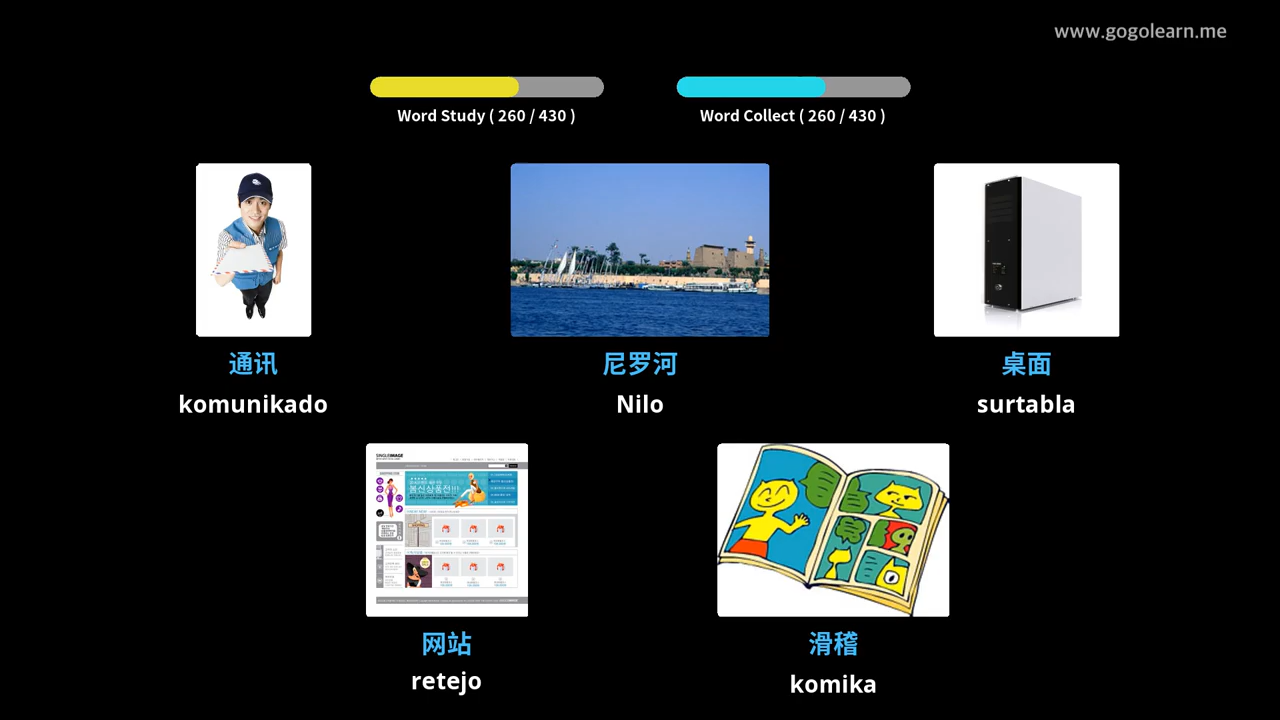 www.gogolearn.me
Word Study ( 260 / 430 )
Word Collect ( 260 / 430 )
通讯
尼罗河
桌面
komunikado
Nilo
surtabla
网站
滑稽
retejo
komika